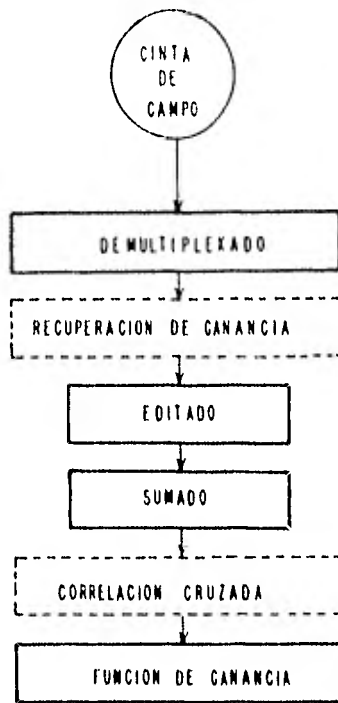 CINTA
DE
CAMPO
DEMULTIPLEXADO
RECUPERACION DE GANANCIA
EDITADO
SUMADO
CORRELACION CRUZADA
FUNCION DE GANANCIA